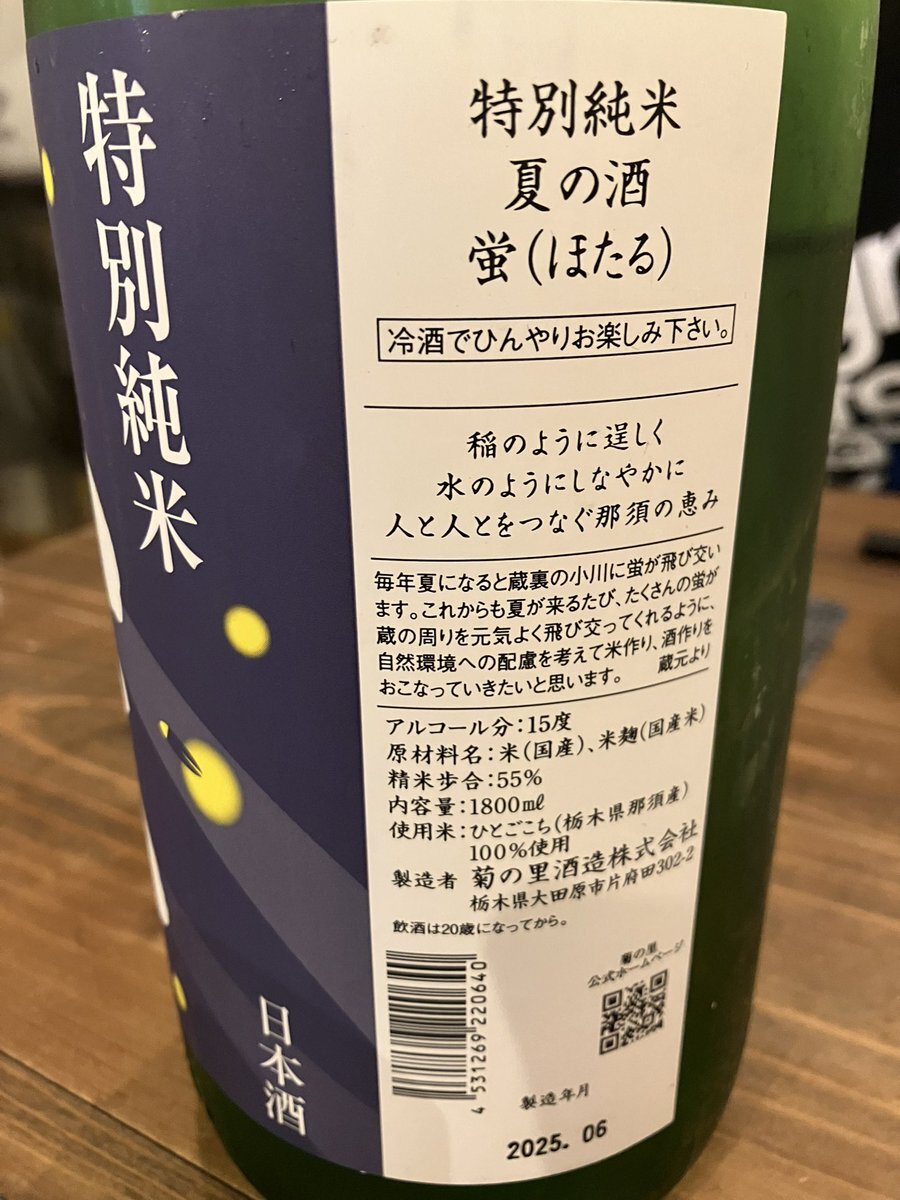 特別純米
日本酒
特別純米
夏の酒
蛍(ほたる)
冷酒でひんやりお楽しみ下さい。
稲のように逞しく
水のようにしなやかに
人と人とをつなぐ那須の恵み
毎年夏になると蔵裏の小川に蛍が飛び交い
ます。これからも夏が来るたび、たくさんの蛍が
蔵の周りを元気よく飛び交ってくれるように、
自然環境への配慮を考えて米作り、酒作りを
おこなっていきたいと思います。 蔵元より
アルコール分:15度
原材料名:米(国産)、米麹(国産米)
精米歩合:55%
内容量:1800㎖
使用米:ひとごこち(栃木県那須産)
100%使用
製造者 菊の里酒造株式会社
栃木県大田原市片府田302-2
飲酒は20歳になってから。
菊の里
公式ホームページ
4 531269 220640
製造年月
2025. 06